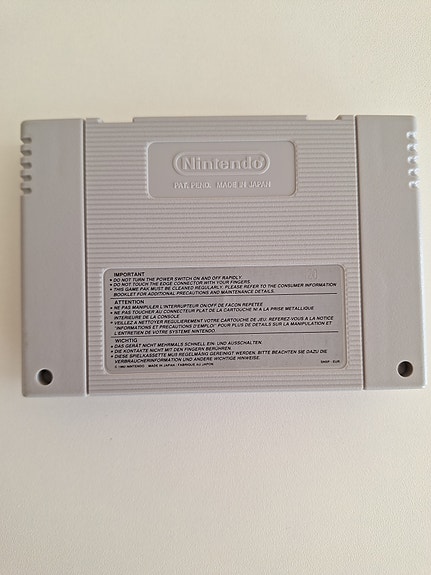 Nintendo
PAT. PEND. MADE IN JAPAN
IMPORTANT
• DO NOT TURN THE POWER SWITCH ON AND OFF RAPIDLY.
• DO NOT TOUCH THE EDGE CONNECTOR WITH YOUR FINGERS.
• THIS GAME PAK MUST BE CLEANED REGULARLY. PLEASE REFER TO THE CONSUMER INFORMATION
BOOKLET FOR ADDITIONAL PRECAUTIONS AND MAINTENANCE DETAILS.
ATTENTION
• NE PAS MANIPULER L'INTERRUPTEUR ON/OFF DE FACON REPETEE
• NE PAS TOUCHER AU CONNECTEUR PLAT DE LA CARTOUCHE NI A LA PRISE METALLIQUE
INTERIEURE DE LA CONSOLE
• VEUILLEZ A NETTOYER REGULIEREMENT VOTRE CARTOUCHE DE JEU. REFEREZ-VOUS A LA NOTICE
"INFORMATIONS ET PRECAUTIONS D'EMPLOI" POUR PLUS DE DETAILS SUR LA MANIPULATION ET
L'ENTRETIEN DE VOTRE SYSTEME NINTENDO.
WICHTIG
• DAS GERÄT NICHT MEHRMALS SCHNELL EIN- UND AUSSCHALTEN.
• DIE KONTAKTE NICHT MIT DEN FINGERN BERÜHREN.
• DIESE SPIELKASSETTE MUß REGELMÄßIG GEREINIGT WERDEN. BITTE BEACHTEN SIE DAZU DIE
VERBRAUCHERINFORMATION UND ANDERE WICHTIGE HINWEISE.
© 1992 NINTENDO MADE IN JAPAN / FABRIQUE AU JAPON SNSP - EUR